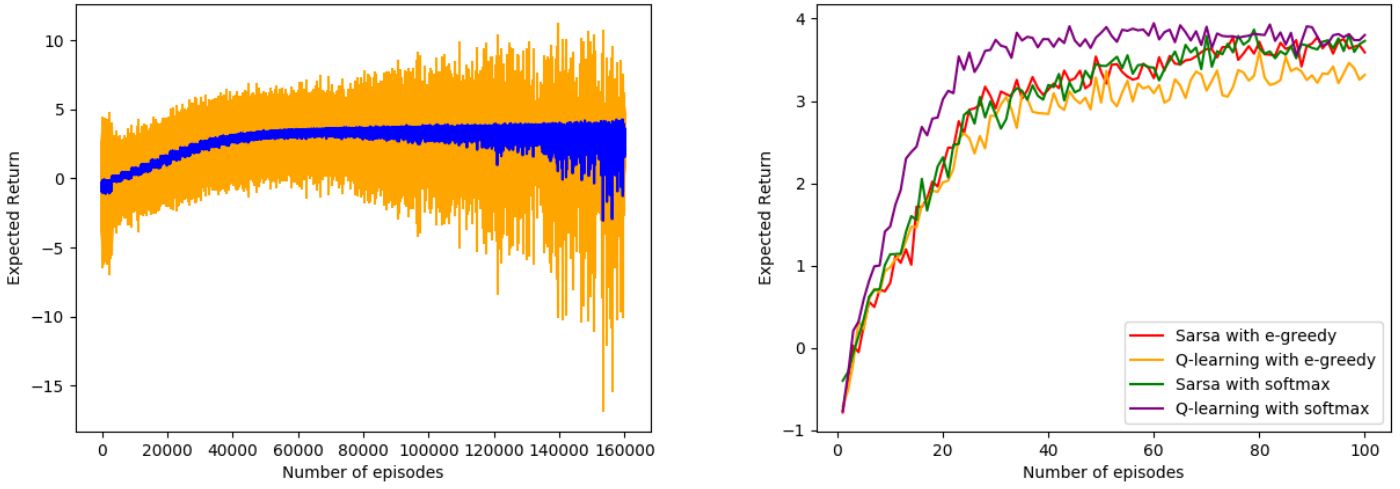 10
5
0
−5
−10
−15
Expected Return
0 20000 40000 60000 80000 100000 120000 140000 160000
Number of episodes
4
3
2
1
0
−1
Expected Return
Sarsa with e-greedy
Q-learning with e-greedy
Sarsa with softmax
Q-learning with softmax
0 20 40 60 80 100
Number of episodes